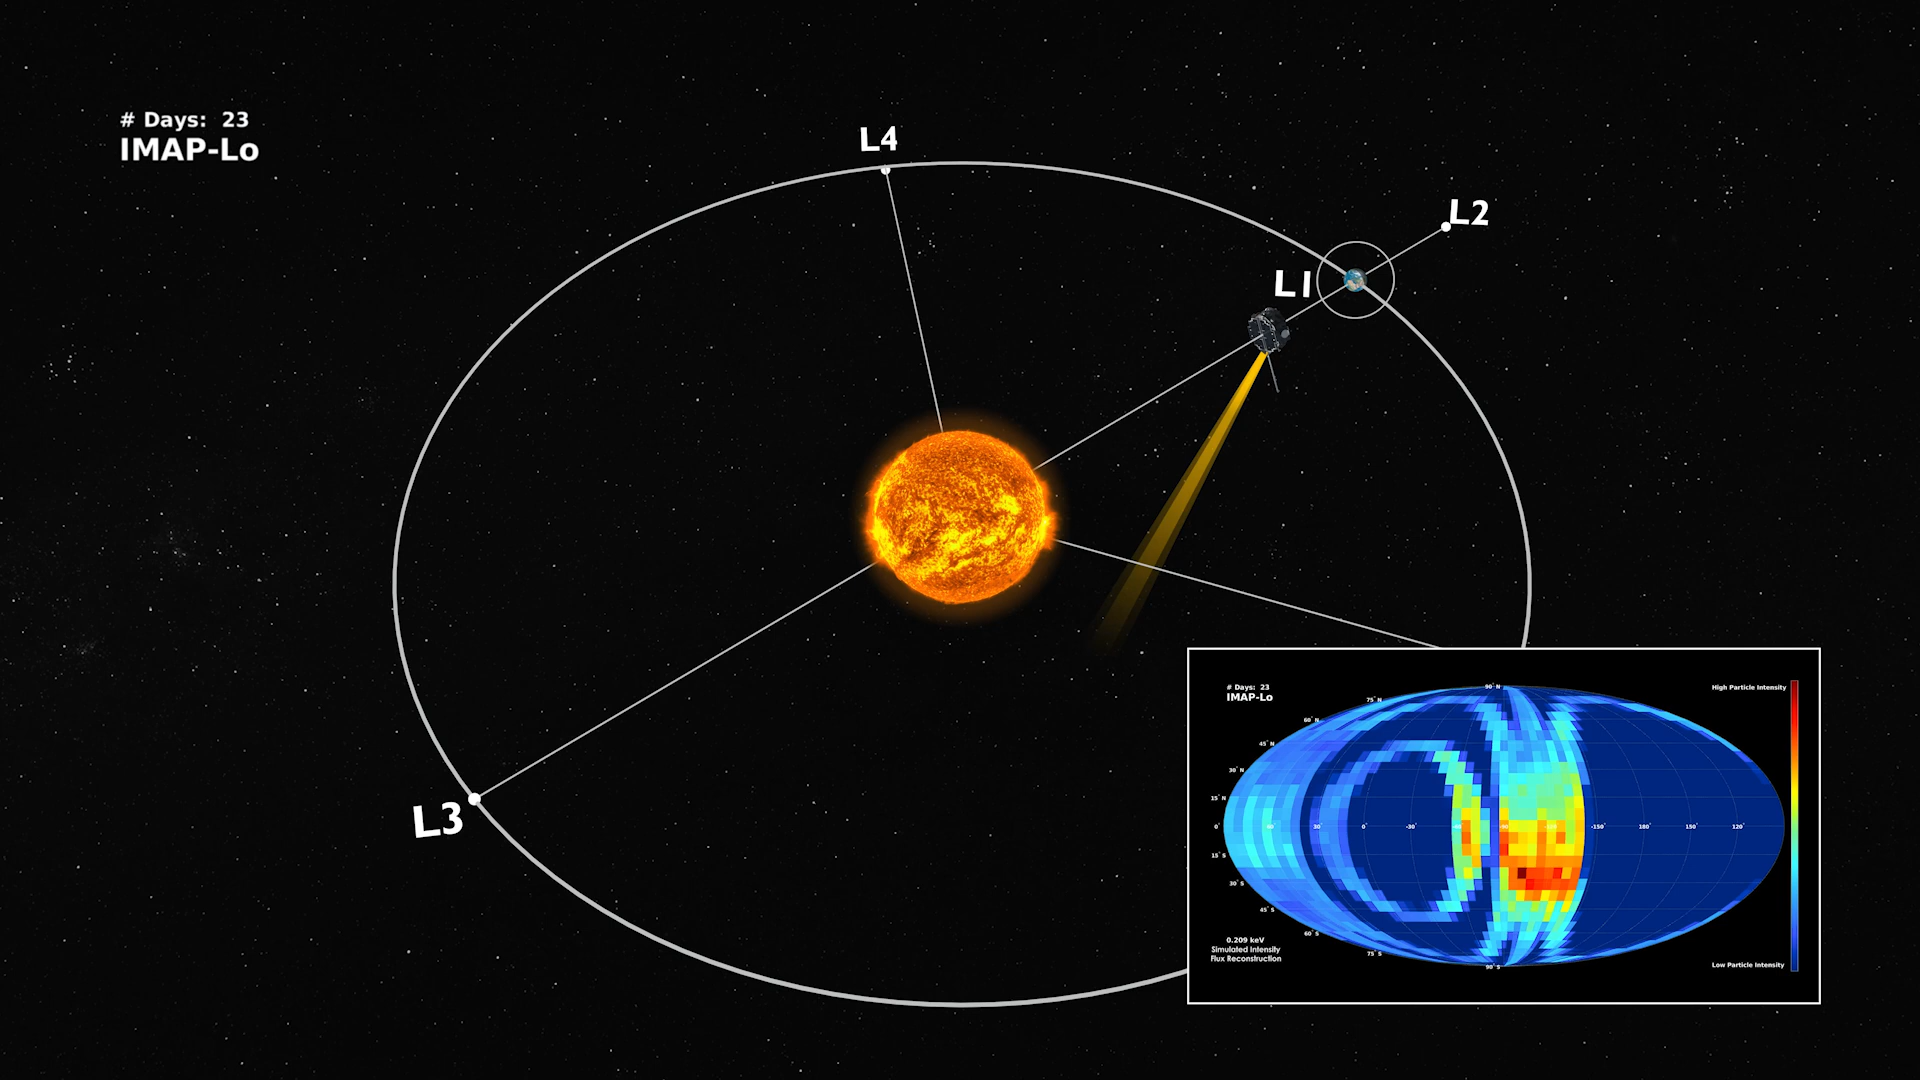 # Days: 23
IMAP-Lo
L4
L2
L1
L3
# Days: 23
IMAP-Lo
High Particle Intensity
90° N
75° N
60° N
45° N
30° N
15° N
0°
30°
0°
-30°
-150°
180°
150°
120°
15° S
30° S
45° S
60° S
75° S
90° S
0.209 keV
Simulated Intensity
Flux Reconstruction
Low Particle Intensity